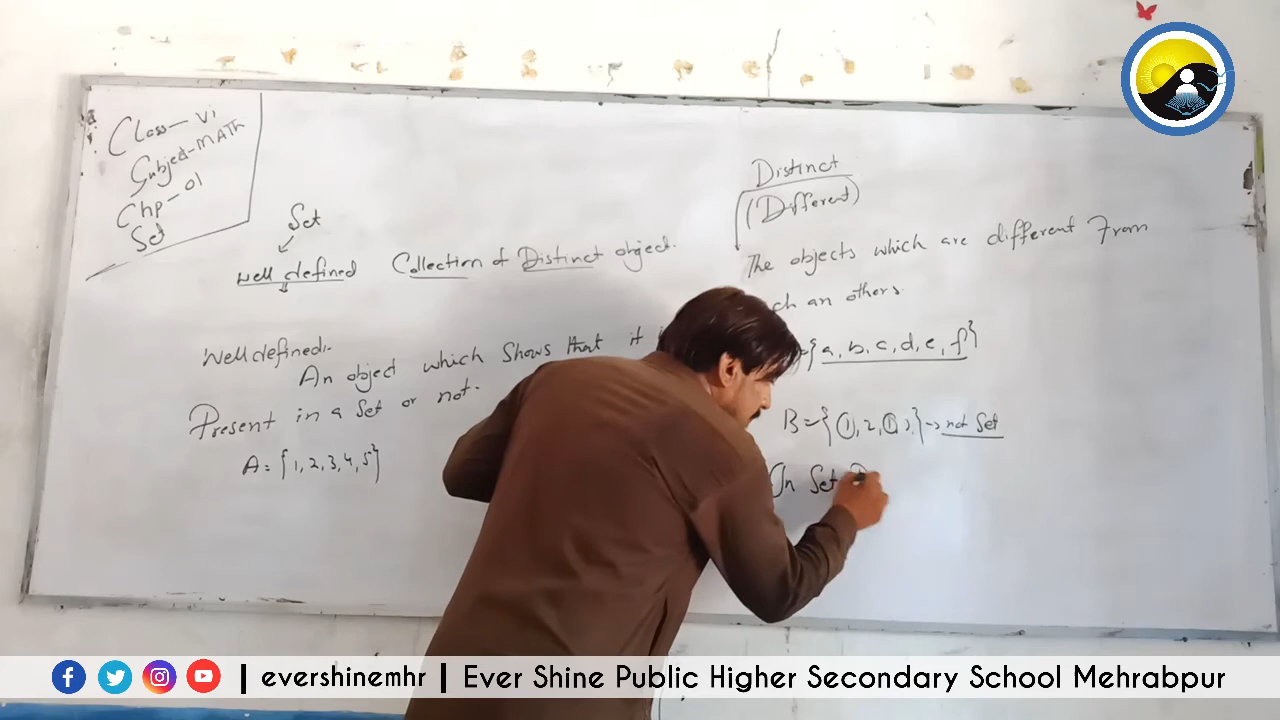 Class - VI
Subject-MATH
Chp - 01
Set
Set
well defined Collection of Distinct object.
Well defined:-
An object which shows that it
Present in a set or not.
A = {1, 2, 3, 4, 5}
Distinct
(Different)
The objects which are different From
an others.
={a, b, c, d, e, f}
B = {1, 2, 1, 3} → not Set
In Set
evershinemhr | Ever Shine Public Higher Secondary School Mehrabpur